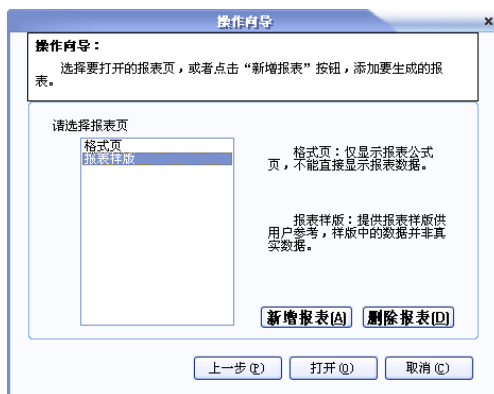 操作向导
操作向导：
选择要打开的报表页，或者点击“新增报表”按钮，添加要生成的报
表。
请选择报表页
格式页
报表样版
格式页：仅显示报表公式
页，不能直接显示报表数据。
报表样版：提供报表样版供
用户参考，样版中的数据并非真
实数据。
新增报表[A] 删除报表[D]
上一步(P) 打开(O) 取消(C)